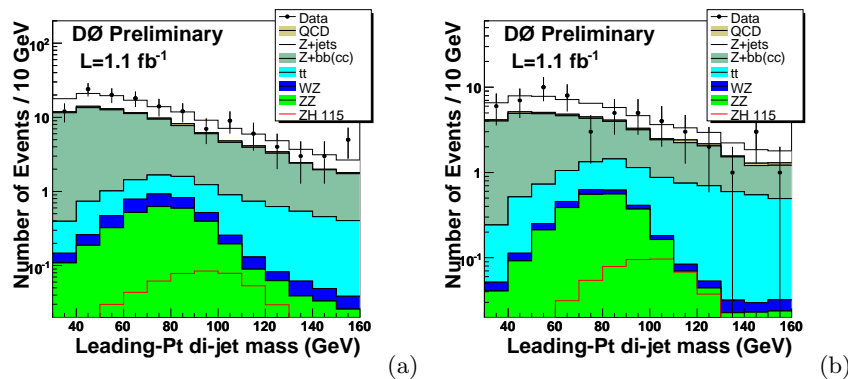 DØ Preliminary
L=1.1 fb-1
Data
QCD
Z+jets
Z+bb(cc)
tt
WZ
ZZ
ZH 115
Number of Events / 10 GeV
10²
10
1
10⁻¹
40 60 80 100 120 140 160
Leading-Pt di-jet mass (GeV)
(a)
DØ Preliminary
L=1.1 fb-1
Data
QCD
Z+jets
Z+bb(cc)
tt
WZ
ZZ
ZH 115
Number of Events / 10 GeV
10²
10
1
10⁻¹
40 60 80 100 120 140 160
Leading-Pt di-jet mass (GeV)
(b)